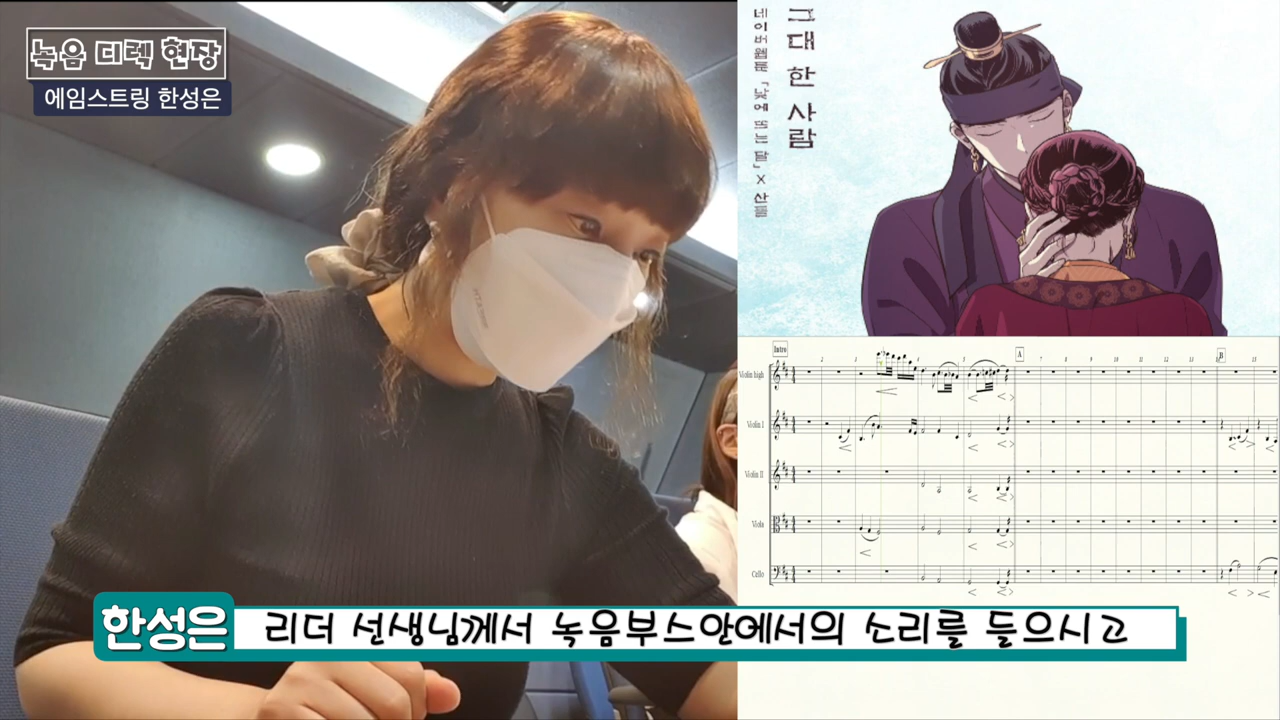 녹음 디렉 현장
에임스트링 한성은
그대 한 사람
네이버웹툰 『낮에 뜨는 달』 X 산들
Intro
A
B
Violin high
Violin I
Violin II
Viola
Cello
한성은
리더 선생님께서 녹음부스안에서의 소리를 들으시고